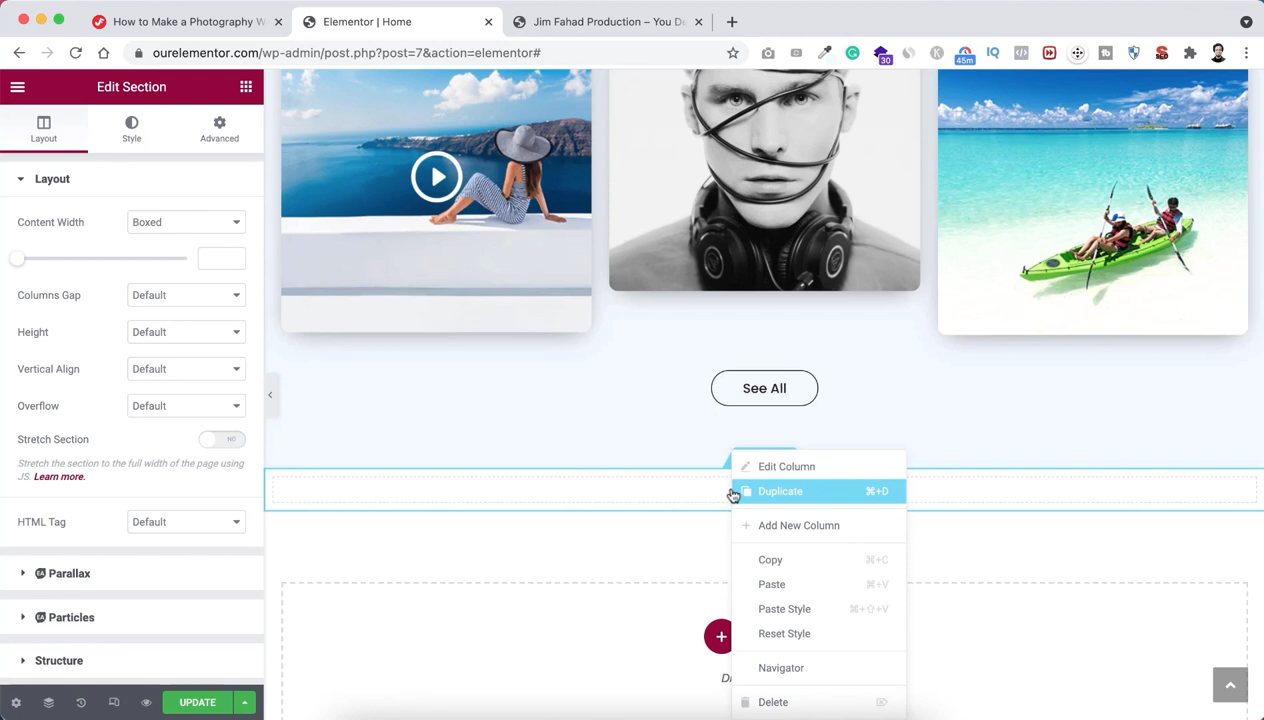 How to Make a Photography W
Elementor | Home
Jim Fahad Production – You De
ourelementor.com/wp-admin/post.php?post=7&action=elementor#
30
45m
Edit Section
Layout
Style
Advanced
Layout
Content Width
Boxed
Columns Gap
Default
Height
Default
Vertical Align
Default
Overflow
Default
Stretch Section
NO
Stretch the section to the full width of the page using
JS. Learn more.
HTML Tag
Default
EA Parallax
EA Particles
Structure
UPDATE
See All
Edit Column
Duplicate ⌘+D
Add New Column
Copy ⌘+C
Paste ⌘+V
Paste Style ⌘+⇧+V
Reset Style
Navigator
Delete